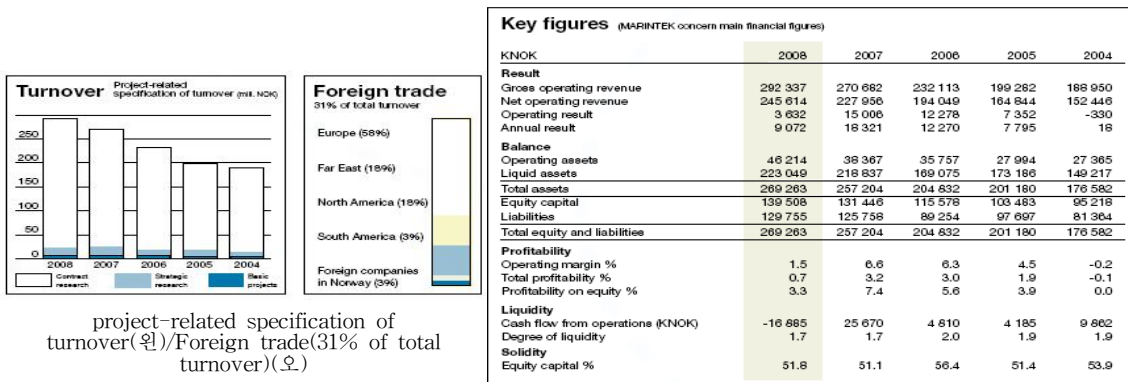 Turnover Project-related
specification of turnover (mill. NOK)
250
200
150
100
50
0
2008 2007 2006 2005 2004
Contract research Strategic research Basic projects
Foreign trade
31% of total turnover
Europe (58%)
Far East (18%)
North America (18%)
South America (3%)
Foreign companies
in Norway (3%)
project-related specification of
turnover(왼)/Foreign trade(31% of total
turnover)(오)
Key figures (MARINTEK concern main financial figures)
KNOK 2008 2007 2006 2005 2004
Result
Gross operating revenue 292 337 270 682 232 113 199 282 188 950
Net operating revenue 245 614 227 956 194 049 164 844 152 446
Operating result 3 632 15 006 12 278 7 352 -330
Annual result 9 072 18 321 12 270 7 795 18
Balance
Operating assets 46 214 38 367 35 757 27 994 27 365
Liquid assets 223 049 218 837 169 075 173 186 149 217
Total assets 269 263 257 204 204 832 201 180 176 582
Equity capital 139 508 131 446 115 578 103 483 95 218
Liabilities 129 755 125 758 89 254 97 697 81 364
Total equity and liabilities 269 263 257 204 204 832 201 180 176 582
Profitability
Operating margin % 1.5 6.6 6.3 4.5 -0.2
Total profitability % 0.7 3.2 3.0 1.9 -0.1
Profitability on equity % 3.3 7.4 5.6 3.9 0.0
Liquidity
Cash flow from operations (KNOK) -16 885 25 670 4 810 4 185 9 862
Degree of liquidity 1.7 1.7 2.0 1.9 1.9
Solidity
Equity capital % 51.8 51.1 56.4 51.4 53.9